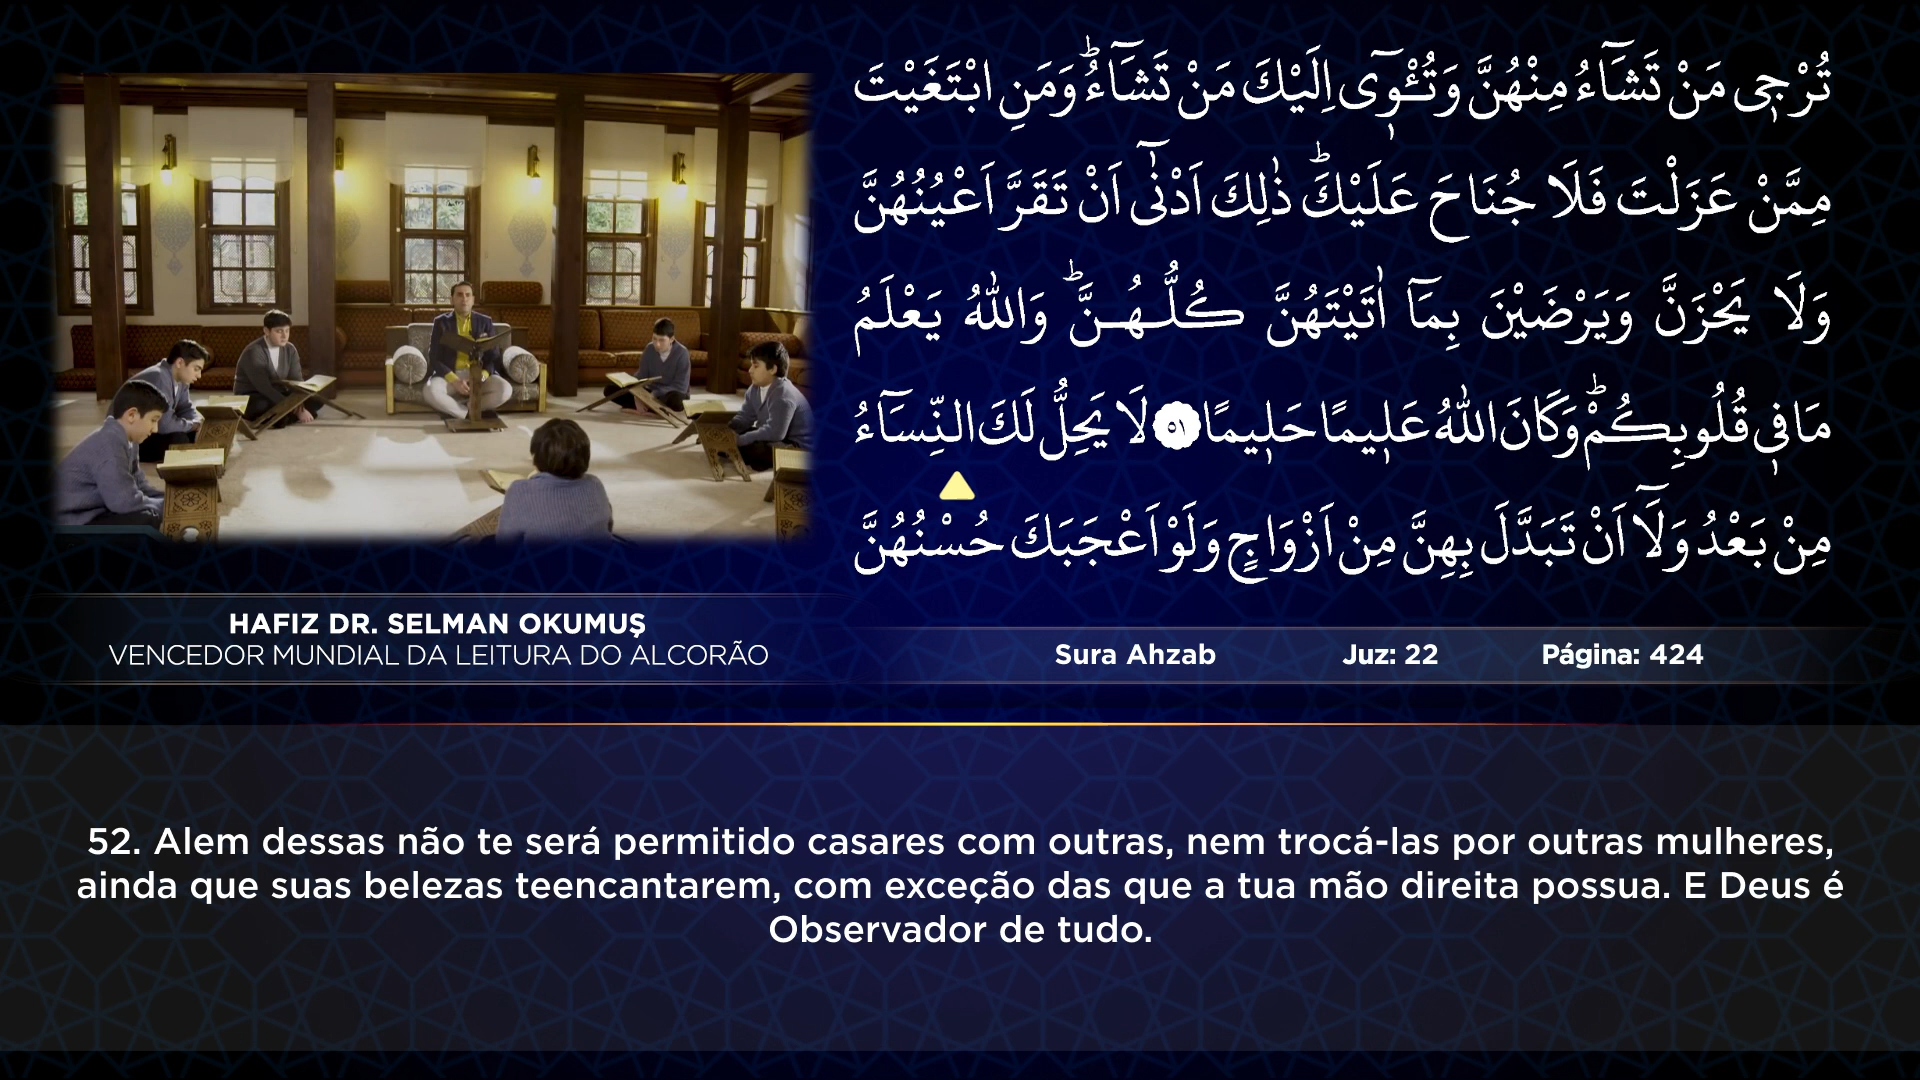 تُرْجٖى مَنْ تَشَٓاءُ مِنْهُنَّ وَتُـْٔوٖٓى اِلَيْكَ مَنْ تَشَٓاءُؕ وَمَنِ ابْتَغَيْتَ
مِمَّنْ عَزَلْتَ فَلَا جُنَاحَ عَلَيْكَؕ ذٰلِكَ اَدْنٰٓى اَنْ تَقَرَّ اَعْيُنُهُنَّ
وَلَا يَحْزَنَّ وَيَرْضَيْنَ بِمَٓا اٰتَيْتَهُنَّ كُلُّـهُـنَّؕ وَاللّٰهُ يَعْلَمُ
مَا فٖى قُلُوبِكُمْؕ وَكَانَ اللّٰهُ عَلٖيمًا حَلٖيمًا ٥١ لَا يَحِلُّ لَكَ النِّسَٓاءُ
مِنْ بَعْدُ وَلَٓا اَنْ تَبَدَّلَ بِهِنَّ مِنْ اَزْوَاجٍ وَلَوْ اَعْجَبَكَ حُسْنُهُنَّ
HAFIZ DR. SELMAN OKUMUŞ
VENCEDOR MUNDIAL DA LEITURA DO ALCORÃO
Sura Ahzab Juz: 22 Página: 424
52. Alem dessas não te será permitido casares com outras, nem trocá-las por outras mulheres,
ainda que suas belezas teencantarem, com exceção das que a tua mão direita possua. E Deus é
Observador de tudo.